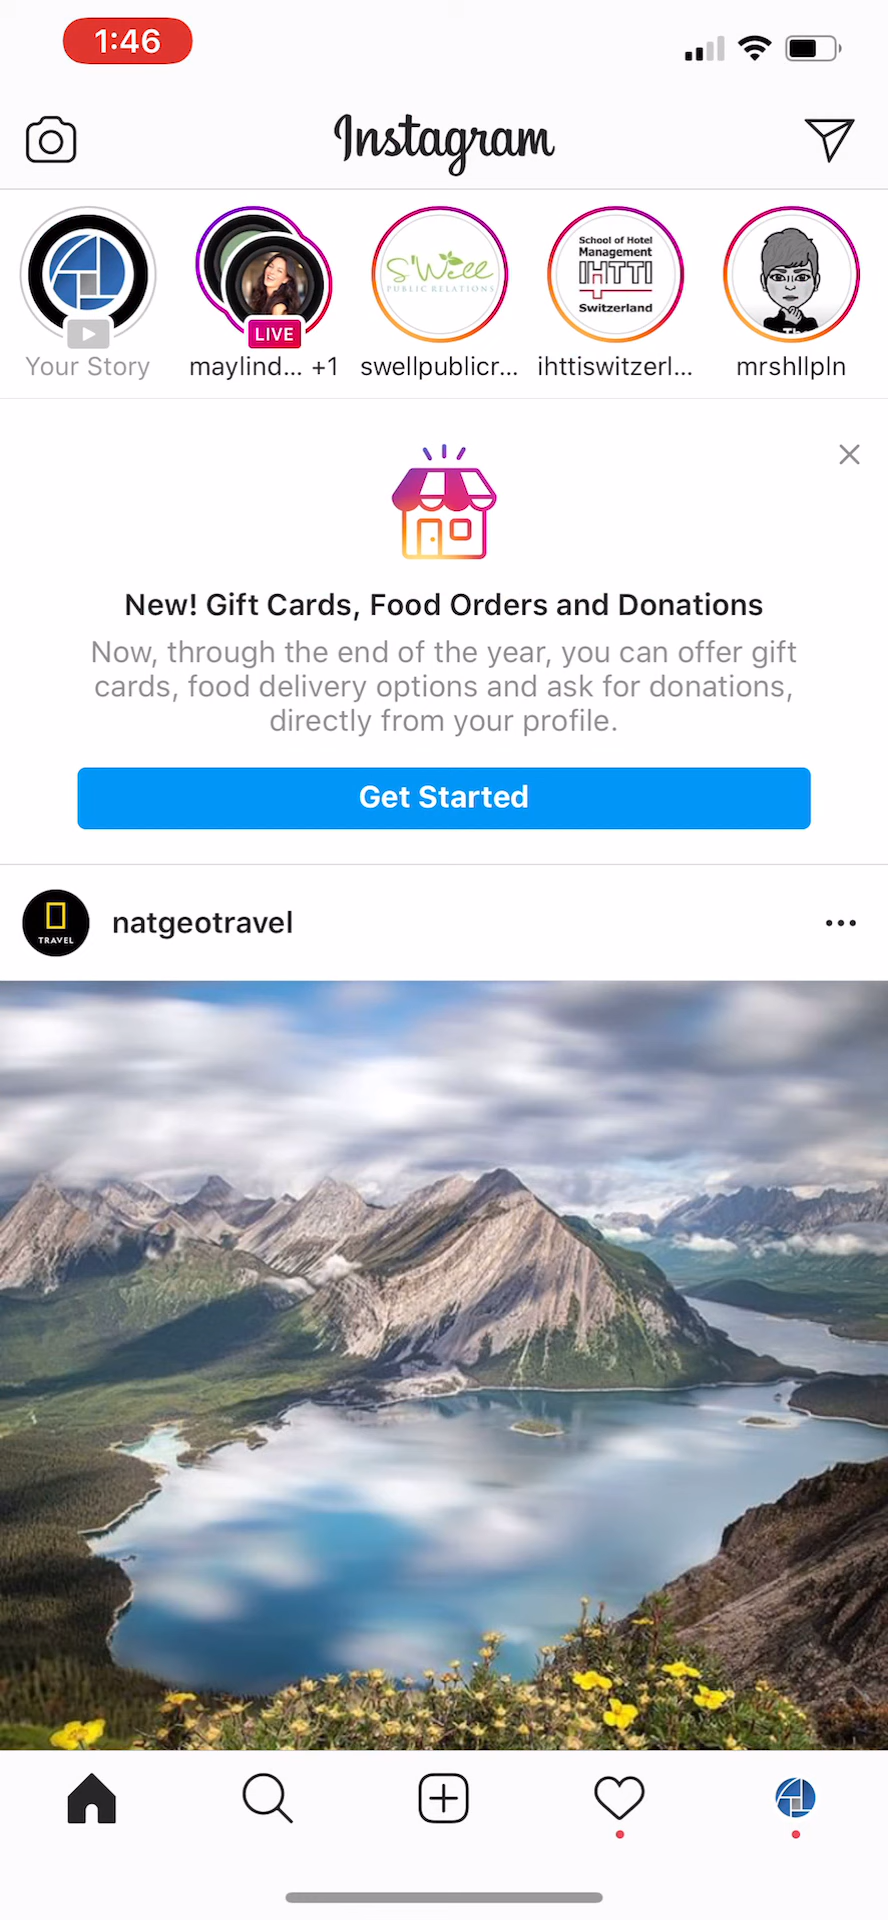 1:46
Instagram
S'Well
PUBLIC RELATIONS
School of Hotel
Management
IHTTI
Switzerland
LIVE
Your Story
maylind... +1
swellpublicr...
ihttiswitzerl...
mrshllpln
New! Gift Cards, Food Orders and Donations
Now, through the end of the year, you can offer gift
cards, food delivery options and ask for donations,
directly from your profile.
Get Started
TRAVEL
natgeotravel